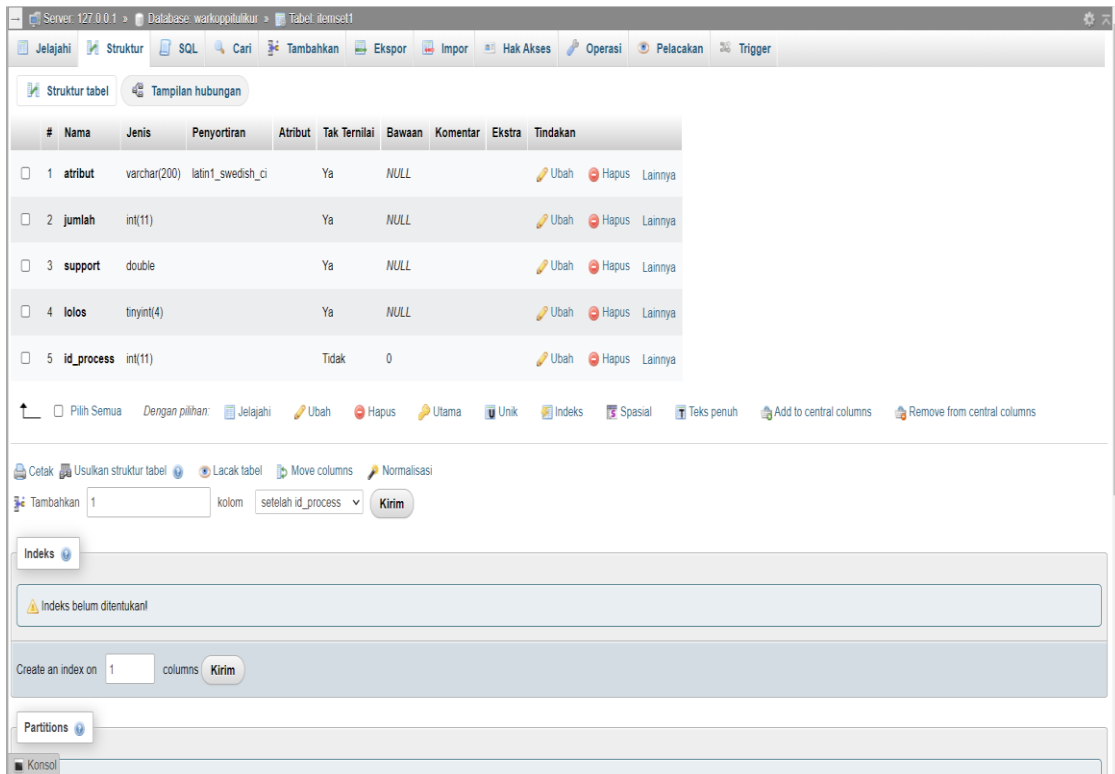 Server: 127.0.0.1 » Database: warkoppitulikur » Tabel: itemset1
Jelajahi Struktur SQL Cari Tambahkan Ekspor Impor Hak Akses Operasi Pelacakan Trigger
Struktur tabel Tampilan hubungan
# Nama Jenis Penyortiran Atribut Tak Ternilai Bawaan Komentar Ekstra Tindakan
1 atribut varchar(200) latin1_swedish_ci Ya NULL Ubah Hapus Lainnya
2 jumlah int(11) Ya NULL Ubah Hapus Lainnya
3 support double Ya NULL Ubah Hapus Lainnya
4 lolos tinyint(4) Ya NULL Ubah Hapus Lainnya
5 id_process int(11) Tidak 0 Ubah Hapus Lainnya
Pilih Semua Dengan pilihan: Jelajahi Ubah Hapus Utama Unik Indeks Spasial Teks penuh Add to central columns Remove from central columns
Cetak Usulkan struktur tabel Lacak tabel Move columns Normalisasi
Tambahkan 1 kolom setelah id_process Kirim
Indeks
Indeks belum ditentukan!
Create an index on 1 columns Kirim
Partitions
Konsol